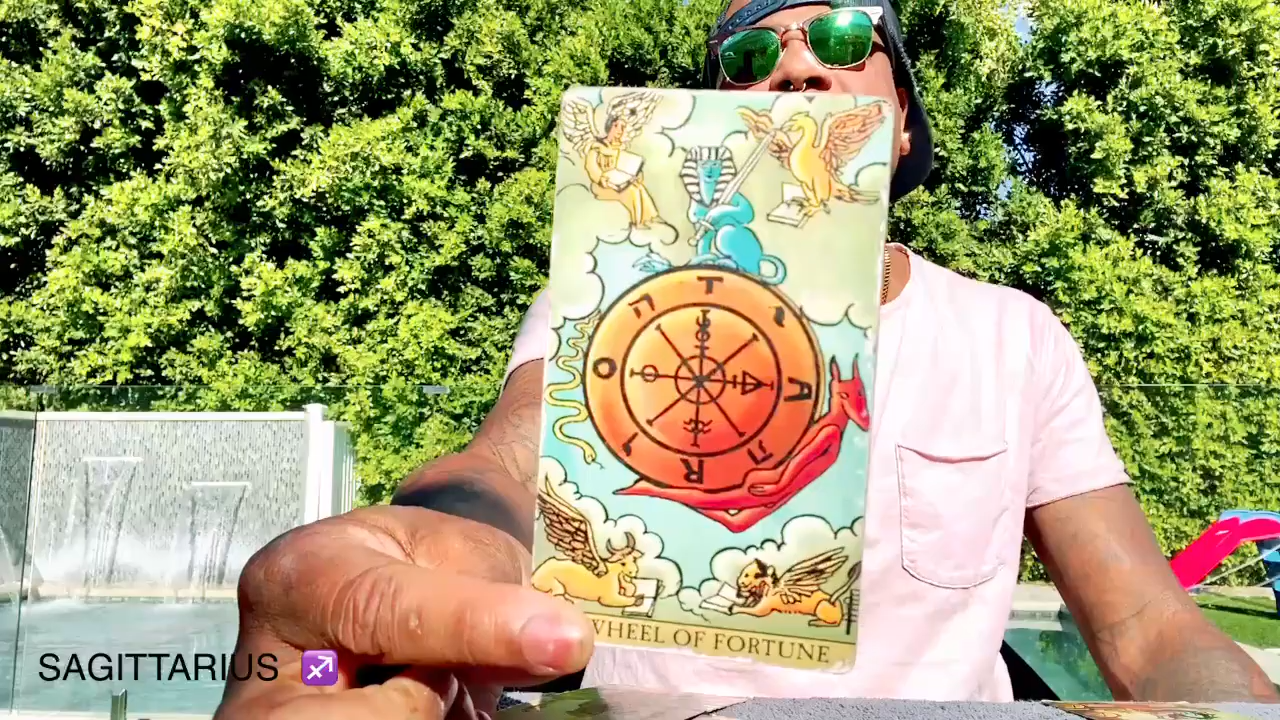 T
A
R
O
WHEEL OF FORTUNE
SAGITTARIUS ♐